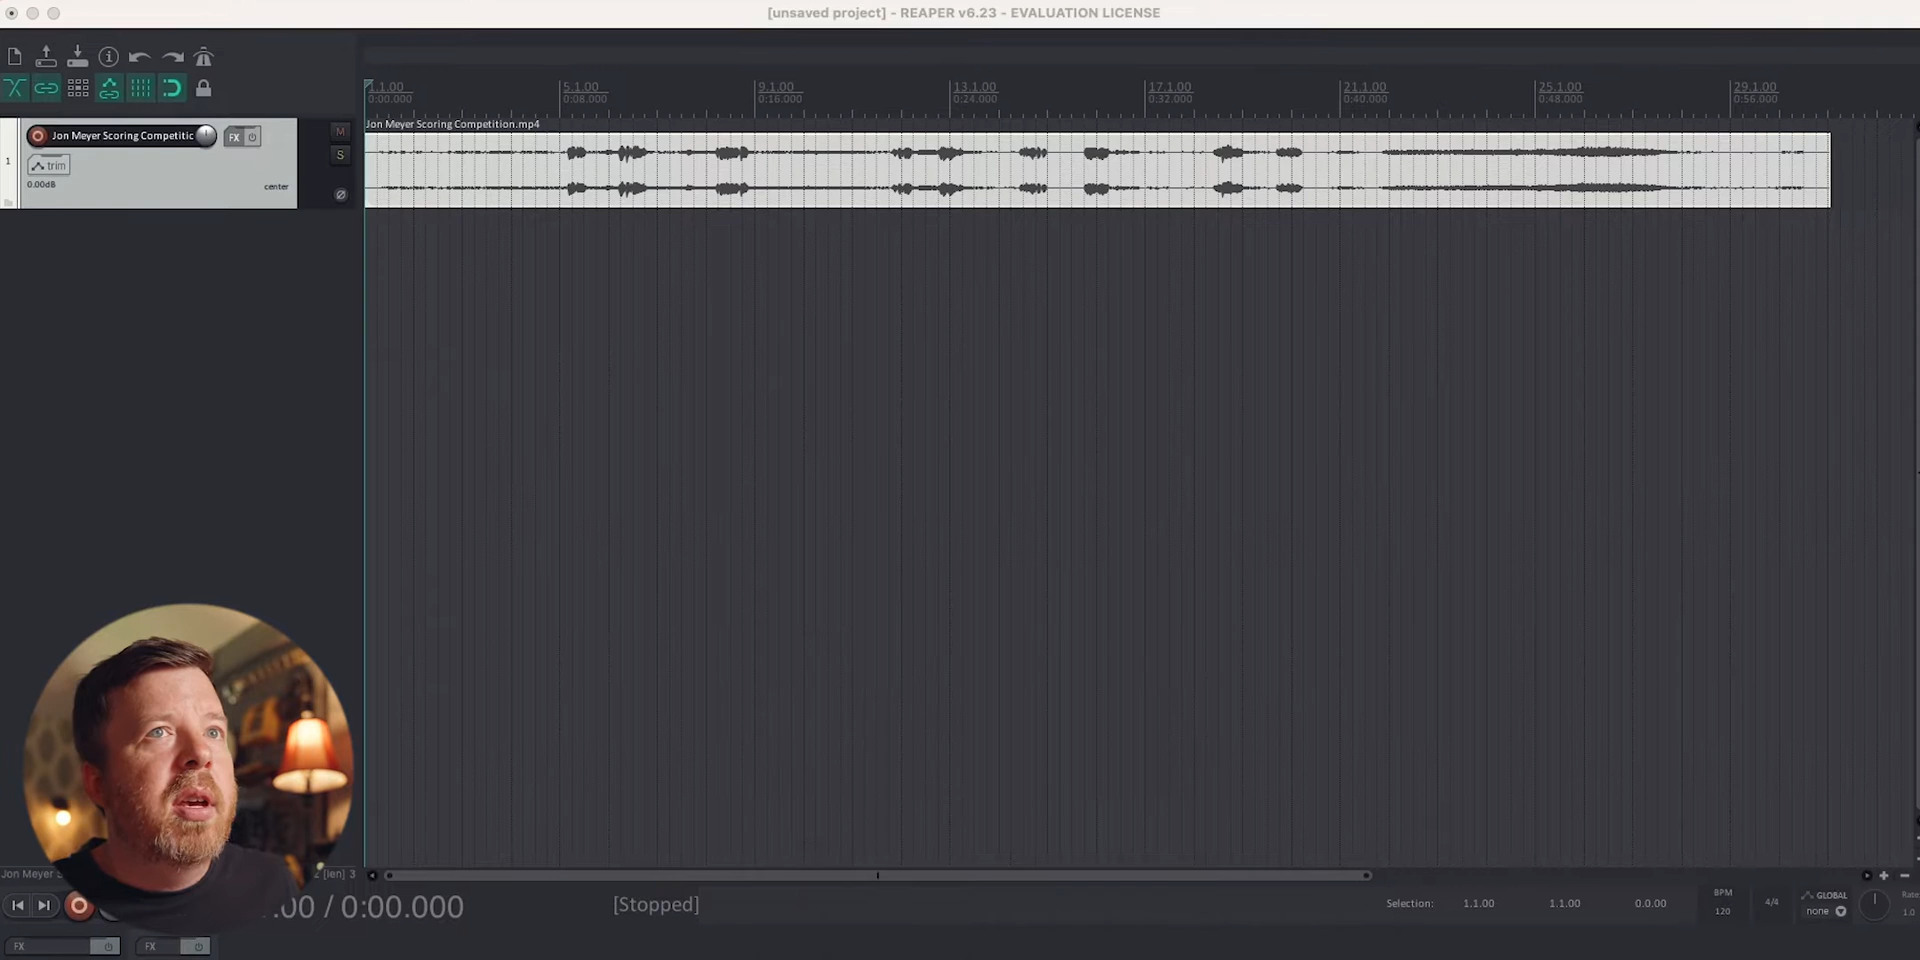 [unsaved project] - REAPER v6.23 - EVALUATION LICENSE
1.1.00 5.1.00 9.1.00 13.1.00 17.1.00 21.1.00 25.1.00 29.1.00
0:00.000 0:08.000 0:16.000 0:24.000 0:32.000 0:40.000 0:48.000 0:56.000
Jon Meyer Scoring Competition.mp4
1
Jon Meyer Scoring Competitic
FX
M
trim
S
0.00dB
center
Jon Meyer S
[len] 3
.00 / 0:00.000
[Stopped]
Selection: 1.1.00 1.1.00 0.0.00
BPM
120
4/4
GLOBAL
none
Rate:
1.0
FX
FX